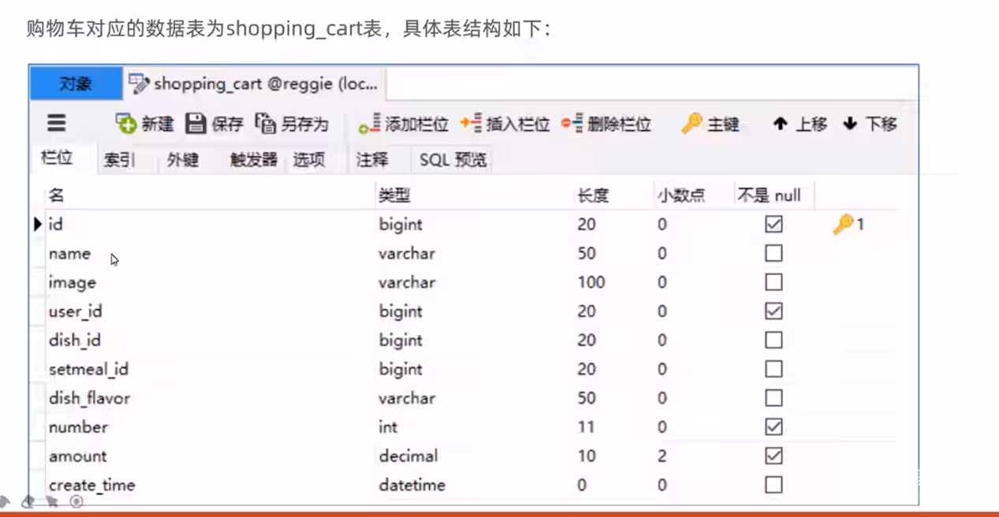 购物车对应的数据表为shopping_cart表，具体表结构如下：
对象 shopping_cart @reggie (loc...
新建 保存 另存为 添加栏位 插入栏位 删除栏位 主键 上移 下移
栏位 索引 外键 触发器 选项 注释 SQL 预览
名 类型 长度 小数点 不是 null
id bigint 20 0 1
name varchar 50 0
image varchar 100 0
user_id bigint 20 0
dish_id bigint 20 0
setmeal_id bigint 20 0
dish_flavor varchar 50 0
number int 11 0
amount decimal 10 2
create_time datetime 0 0